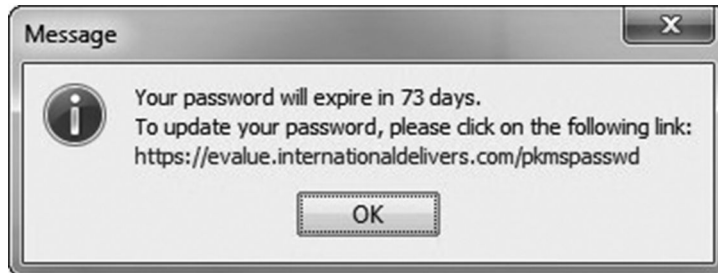 Message
Your password will expire in 73 days.
To update your password, please click on the following link:
https://evalue.internationaldelivers.com/pkmspasswd
OK